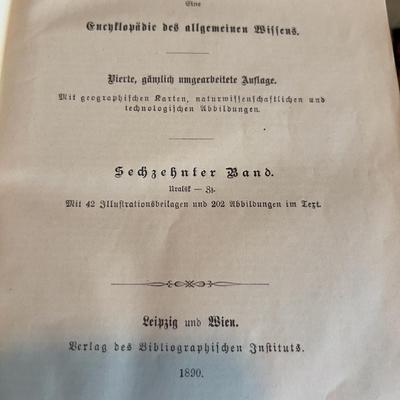 Eine
Encyklopädie des allgemeinen Wissens.
Vierte, gänzlich umgearbeitete Auflage.
Mit geographischen Karten, naturwissenschaftlichen und
technologischen Abbildungen.
Sechzehnter Band.
Uralsk — Zz.
Mit 42 Illustrationsbeilagen und 202 Abbildungen im Text.
Leipzig und Wien.
Verlag des Bibliographischen Instituts.
1890.